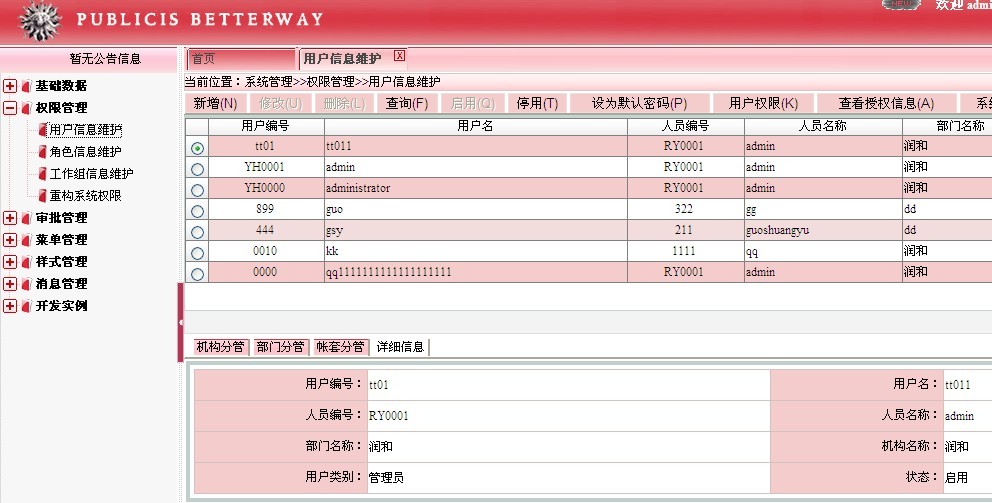 PUBLICIS BETTERWAY
欢迎 admi
暂无公告信息
首页 用户信息维护 X
当前位置：系统管理>>权限管理>>用户信息维护
新增(N) 修改(U) 删除(L) 查询(F) 启用(Q) 停用(T) 设为默认密码(P) 用户权限(K) 查看授权信息(A) 系统
基础数据
权限管理
用户信息维护
角色信息维护
工作组信息维护
重构系统权限
审批管理
菜单管理
样式管理
消息管理
开发实例
用户编号 用户名 人员编号 人员名称 部门名称
tt01 tt011 RY0001 admin 润和
YH0001 admin RY0001 admin 润和
YH0000 administrator RY0001 admin 润和
899 guo 322 gg dd
444 gsy 211 guoshuangyu dd
0010 kk 1111 qq 润和
0000 qq1111111111111111111 RY0001 admin 润和
机构分管 部门分管 帐套分管 详细信息
用户编号： tt01 用户名： tt011
人员编号： RY0001 人员名称： admin
部门名称： 润和 机构名称： 润和
用户类别： 管理员 状态： 启用